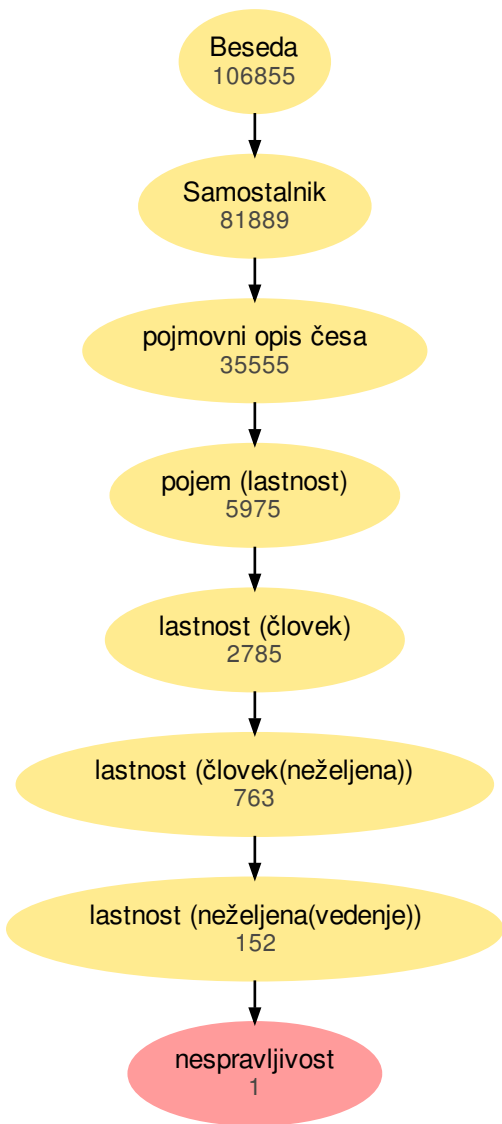 Beseda
106855
Samostalnik
81889
pojmovni opis česa
35555
pojem (lastnost)
5975
lastnost (človek)
2785
lastnost (človek(neželjena))
763
lastnost (neželjena(vedenje))
152
nespravljivost
1